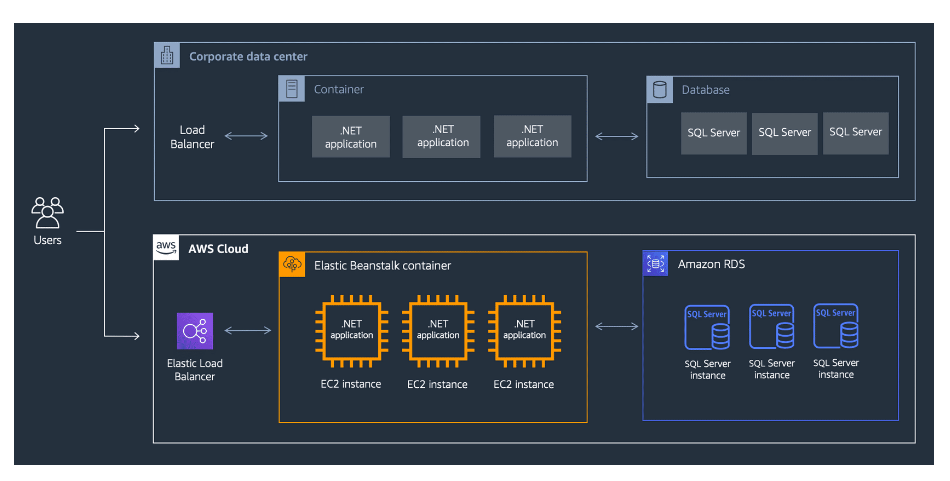 Corporate data center
Container
Database
Load
Balancer
.NET
application
.NET
application
.NET
application
SQL Server
SQL Server
SQL Server
Users
aws
AWS Cloud
Elastic Beanstalk container
Amazon RDS
Elastic Load
Balancer
.NET
application
.NET
application
.NET
application
EC2 instance
EC2 instance
EC2 instance
SQL Server
SQL Server
SQL Server
SQL Server
instance
SQL Server
instance
SQL Server
instance